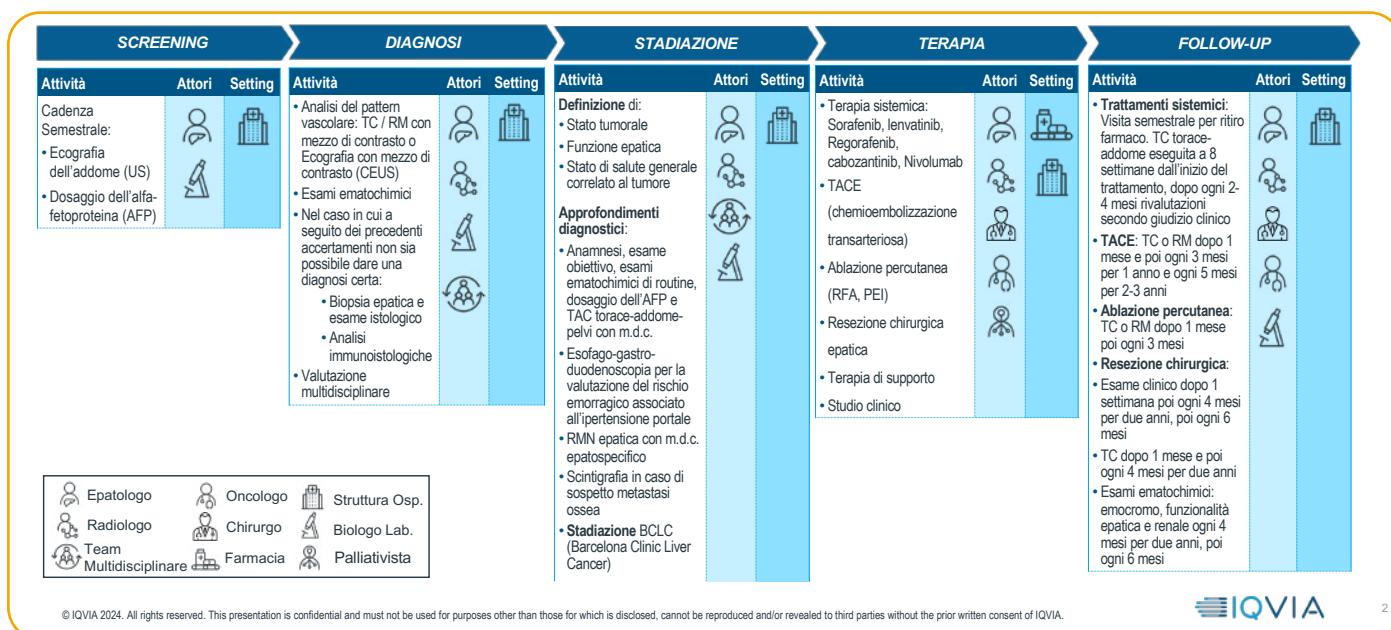 SCREENING
DIAGNOSI
STADIAZIONE
TERAPIA
FOLLOW-UP
Attività Attori Setting
Cadenza
Semestrale:
• Ecografia
dell'addome (US)
• Dosaggio dell'alfa-
fetoproteina (AFP)
Attività Attori Setting
• Analisi del pattern
vascolare: TC / RM con
mezzo di contrasto o
Ecografia con mezzo di
contrasto (CEUS)
• Esami ematochimici
• Nel caso in cui a
seguito dei precedenti
accertamenti non sia
possibile dare una
diagnosi certa:
• Biopsia epatica e
esame istologico
• Analisi
immunoistologiche
• Valutazione
multidisciplinare
Attività Attori Setting
Definizione di:
• Stato tumorale
• Funzione epatica
• Stato di salute generale
correlato al tumore
Approfondimenti
diagnostici:
• Anamnesi, esame
obiettivo, esami
ematochimici di routine,
dosaggio dell'AFP e
TAC torace-addome-
pelvi con m.d.c.
• Esofago-gastro-
duodenoscopia per la
valutazione del rischio
emorragico associato
all'ipertensione portale
• RMN epatica con m.d.c.
epatospecifico
• Scintigrafia in caso di
sospetto metastasi
ossea
• Stadiazione BCLC
(Barcelona Clinic Liver
Cancer)
Attività Attori Setting
• Terapia sistemica:
Sorafenib, lenvatinib,
Regorafenib,
cabozantinib, Nivolumab
• TACE
(chemioembolizzazione
transarteriosa)
• Ablazione percutanea
(RFA, PEI)
• Resezione chirurgica
epatica
• Terapia di supporto
• Studio clinico
Attività Attori Setting
• Trattamenti sistemici:
Visita semestrale per ritiro
farmaco. TC torace-
addome eseguita a 8
settimane dall'inizio del
trattamento, dopo ogni 2-
4 mesi rivalutazioni
secondo giudizio clinico
• TACE: TC o RM dopo 1
mese e poi ogni 3 mesi
per 1 anno e ogni 5 mesi
per 2-3 anni
• Ablazione percutanea:
TC o RM dopo 1 mese
poi ogni 3 mesi
• Resezione chirurgica:
• Esame clinico dopo 1
settimana poi ogni 4 mesi
per due anni, poi ogni 6
mesi
• TC dopo 1 mese e poi
ogni 4 mesi per due anni
• Esami ematochimici:
emocromo, funzionalità
epatica e renale ogni 4
mesi per due anni, poi
ogni 6 mesi
Epatologo
Oncologo
Struttura Osp.
Radiologo
Chirurgo
Biologo Lab.
Team
Multidisciplinare
Farmacia
Palliativista
© IQVIA 2024. All rights reserved. This presentation is confidential and must not be used for purposes other than those for which is disclosed, cannot be reproduced and/or revealed to third parties without the prior written consent of IQVIA.
IQVIA
2